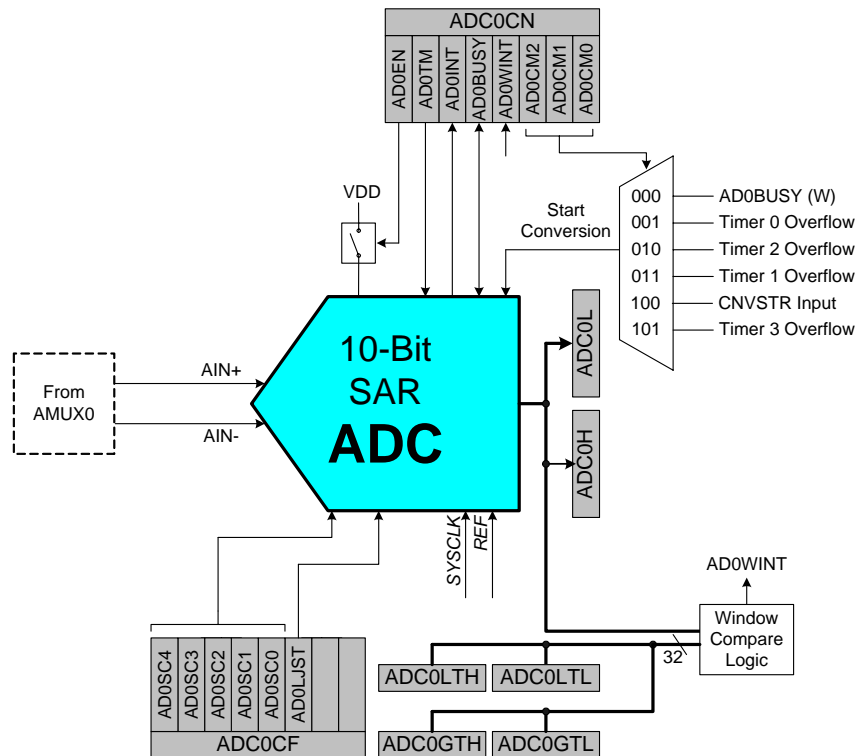 ADC0CN
AD0EN
AD0TM
AD0INT
AD0BUSY
AD0WINT
AD0CM2
AD0CM1
AD0CM0
VDD
Start
Conversion
000
AD0BUSY (W)
001
Timer 0 Overflow
010
Timer 2 Overflow
011
Timer 1 Overflow
100
CNVSTR Input
101
Timer 3 Overflow
From
AMUX0
AIN+
AIN-
10-Bit
SAR
ADC
ADC0L
ADC0H
SYSCLK
REF
AD0WINT
Window
Compare
Logic
32
ADC0LTH
ADC0LTL
ADC0GTH
ADC0GTL
AD0SC4
AD0SC3
AD0SC2
AD0SC1
AD0SC0
AD0LJST
ADC0CF